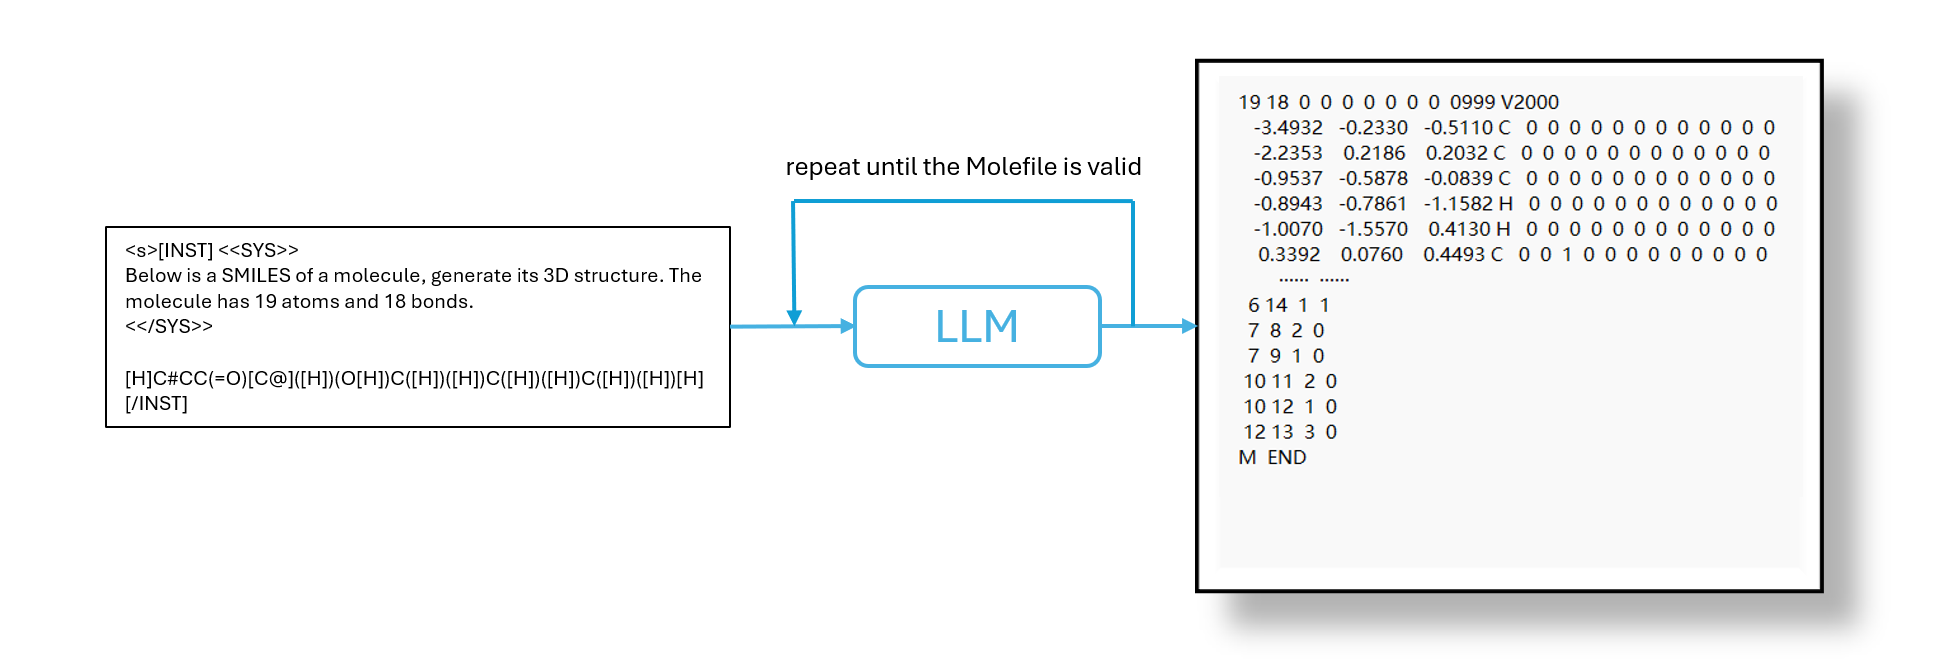 <s>[INST] <<SYS>>
Below is a SMILES of a molecule, generate its 3D structure. The
molecule has 19 atoms and 18 bonds.
<</SYS>>
[H]C#CC(=O)[C@]([H])(O[H])C([H])([H])C([H])([H])C([H])([H])[H]
[/INST]
repeat until the Molefile is valid
LLM
19 18 0 0 0 0 0 0 0 0999 V2000
-3.4932 -0.2330 -0.5110 C 0 0 0 0 0 0 0 0 0 0 0 0
-2.2353 0.2186 0.2032 C 0 0 0 0 0 0 0 0 0 0 0 0
-0.9537 -0.5878 -0.0839 C 0 0 0 0 0 0 0 0 0 0 0 0
-0.8943 -0.7861 -1.1582 H 0 0 0 0 0 0 0 0 0 0 0 0
-1.0070 -1.5570 0.4130 H 0 0 0 0 0 0 0 0 0 0 0 0
0.3392 0.0760 0.4493 C 0 0 1 0 0 0 0 0 0 0 0 0
...... ......
6 14 1 1
7 8 2 0
7 9 1 0
10 11 2 0
10 12 1 0
12 13 3 0
M END